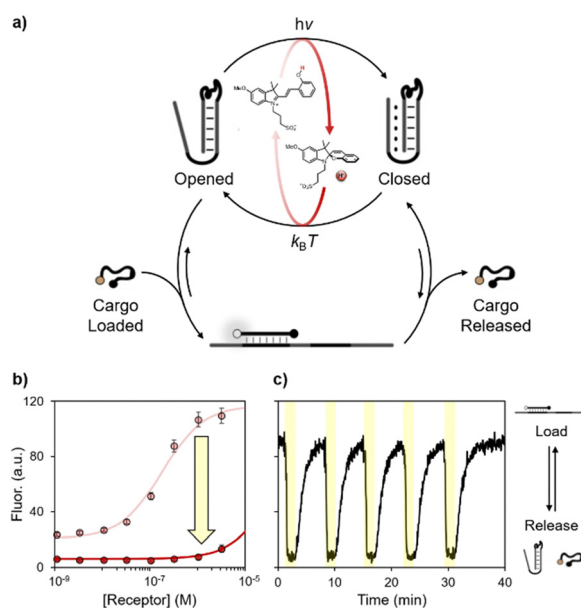 a)
hν
OH
MeO
N+
SO3-
MeO
N
O
-O3S
H+
Opened
Closed
kBT
Cargo
Loaded
Cargo
Released
b)
Fluor. (a.u.)
120
80
40
0
10-9
10-7
10-5
[Receptor] (M)
c)
0
10
20
30
40
Time (min)
Load
Release